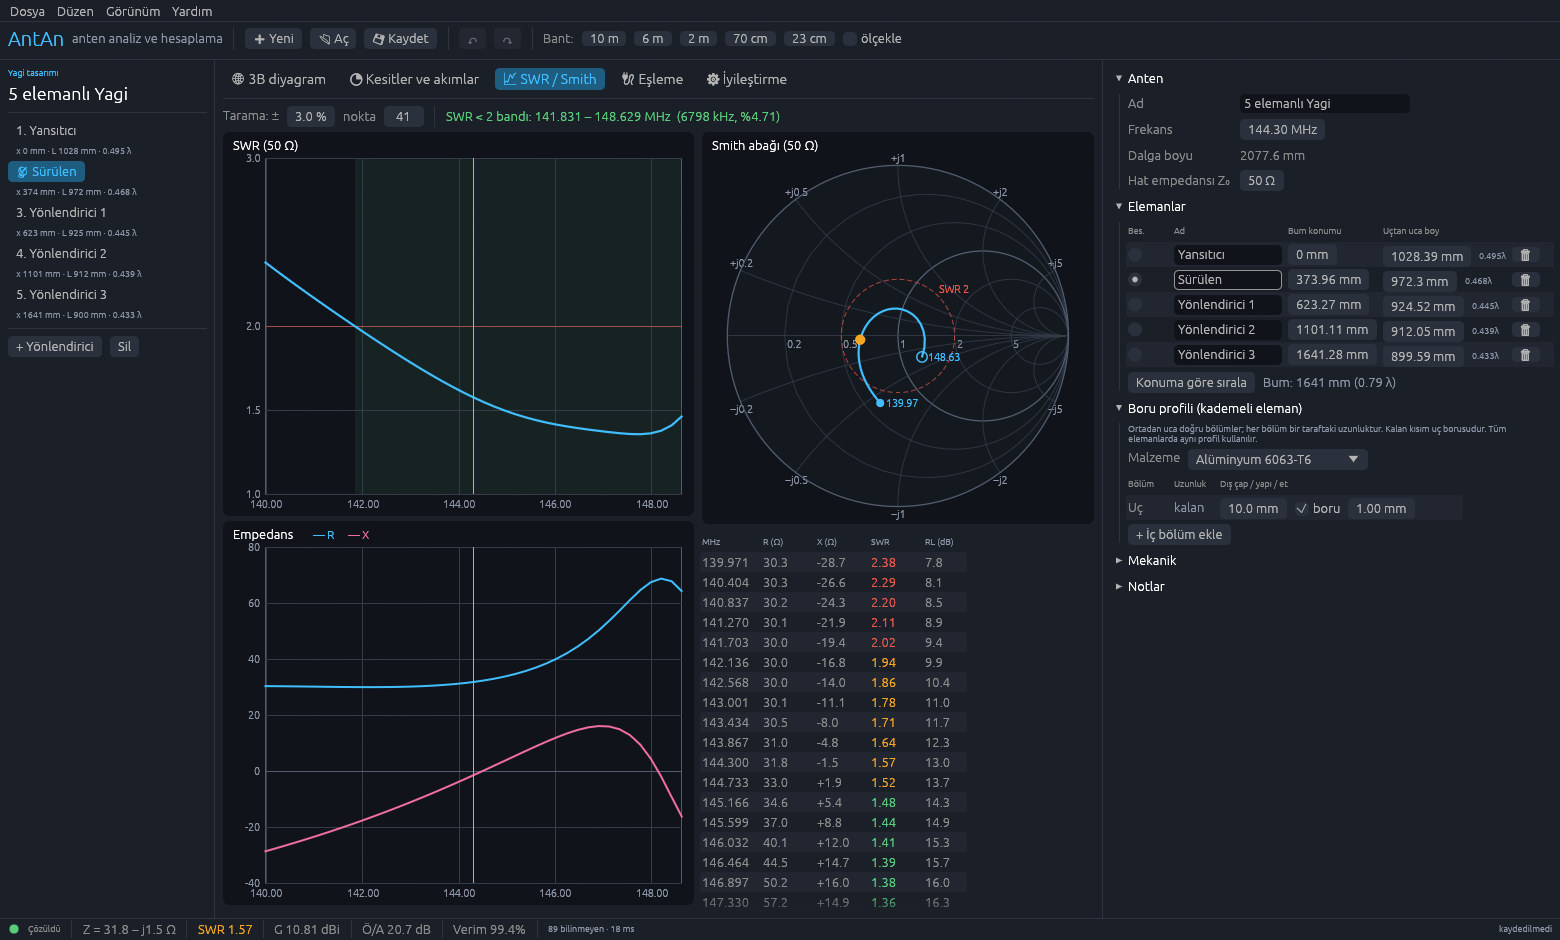 Dosya Düzen Görünüm Yardım
AntAn anten analiz ve hesaplama + Yeni Aç Kaydet Bant: 10 m 6 m 2 m 70 cm 23 cm ölçekle
Yagi tasarımı
5 elemanlı Yagi
1. Yansıtıcı
x 0 mm · L 1028 mm · 0.495 λ
Sürülen
x 374 mm · L 972 mm · 0.468 λ
3. Yönlendirici 1
x 623 mm · L 925 mm · 0.445 λ
4. Yönlendirici 2
x 1101 mm · L 912 mm · 0.439 λ
5. Yönlendirici 3
x 1641 mm · L 900 mm · 0.433 λ
+ Yönlendirici Sil
3B diyagram Kesitler ve akımlar SWR / Smith Eşleme İyileştirme
Tarama: ± 3.0 % nokta 41 SWR < 2 bandı: 141.831 – 148.629 MHz (6798 kHz, %4.71)
SWR (50 Ω)
3.0
2.0
1.5
1.0
140.00 142.00 144.00 146.00 148.00
Empedans — R — X
80
60
40
20
0
-20
-40
140.00 142.00 144.00 146.00 148.00
Smith abağı (50 Ω)
+j1
+j0.5 +j2
+j0.2 +j5
SWR 2
0.2 0.5 1 2 5
148.63
139.97
−j0.2 −j5
−j0.5 −j2
−j1
MHz R (Ω) X (Ω) SWR RL (dB)
139.971 30.3 -28.7 2.38 7.8
140.404 30.3 -26.6 2.29 8.1
140.837 30.2 -24.3 2.20 8.5
141.270 30.1 -21.9 2.11 8.9
141.703 30.0 -19.4 2.02 9.4
142.136 30.0 -16.8 1.94 9.9
142.568 30.0 -14.0 1.86 10.4
143.001 30.1 -11.1 1.78 11.0
143.434 30.5 -8.0 1.71 11.7
143.867 31.0 -4.8 1.64 12.3
144.300 31.8 -1.5 1.57 13.0
144.733 33.0 +1.9 1.52 13.7
145.166 34.6 +5.4 1.48 14.3
145.599 37.0 +8.8 1.44 14.9
146.032 40.1 +12.0 1.41 15.3
146.464 44.5 +14.7 1.39 15.7
146.897 50.2 +16.0 1.38 16.0
147.330 57.2 +14.9 1.36 16.3
Anten
Ad 5 elemanlı Yagi
Frekans 144.30 MHz
Dalga boyu 2077.6 mm
Hat empedansı Z₀ 50 Ω
Elemanlar
Bes. Ad Bum konumu Uçtan uca boy
Yansıtıcı 0 mm 1028.39 mm 0.495λ
Sürülen 373.96 mm 972.3 mm 0.468λ
Yönlendirici 1 623.27 mm 924.52 mm 0.445λ
Yönlendirici 2 1101.11 mm 912.05 mm 0.439λ
Yönlendirici 3 1641.28 mm 899.59 mm 0.433λ
Konuma göre sırala Bum: 1641 mm (0.79 λ)
Boru profili (kademeli eleman)
Ortadan uca doğru bölümler; her bölüm bir taraftaki uzunluktur. Kalan kısım uç borusudur. Tüm
elemanlarda aynı profil kullanılır.
Malzeme Alüminyum 6063-T6
Bölüm Uzunluk Dış çap / yapı / et
Uç kalan 10.0 mm boru 1.00 mm
+ İç bölüm ekle
Mekanik
Notlar
Çözüldü Z = 31.8 – j1.5 Ω SWR 1.57 G 10.81 dBi Ö/A 20.7 dB Verim 99.4% 89 bilinmeyen · 18 ms kaydedilmedi